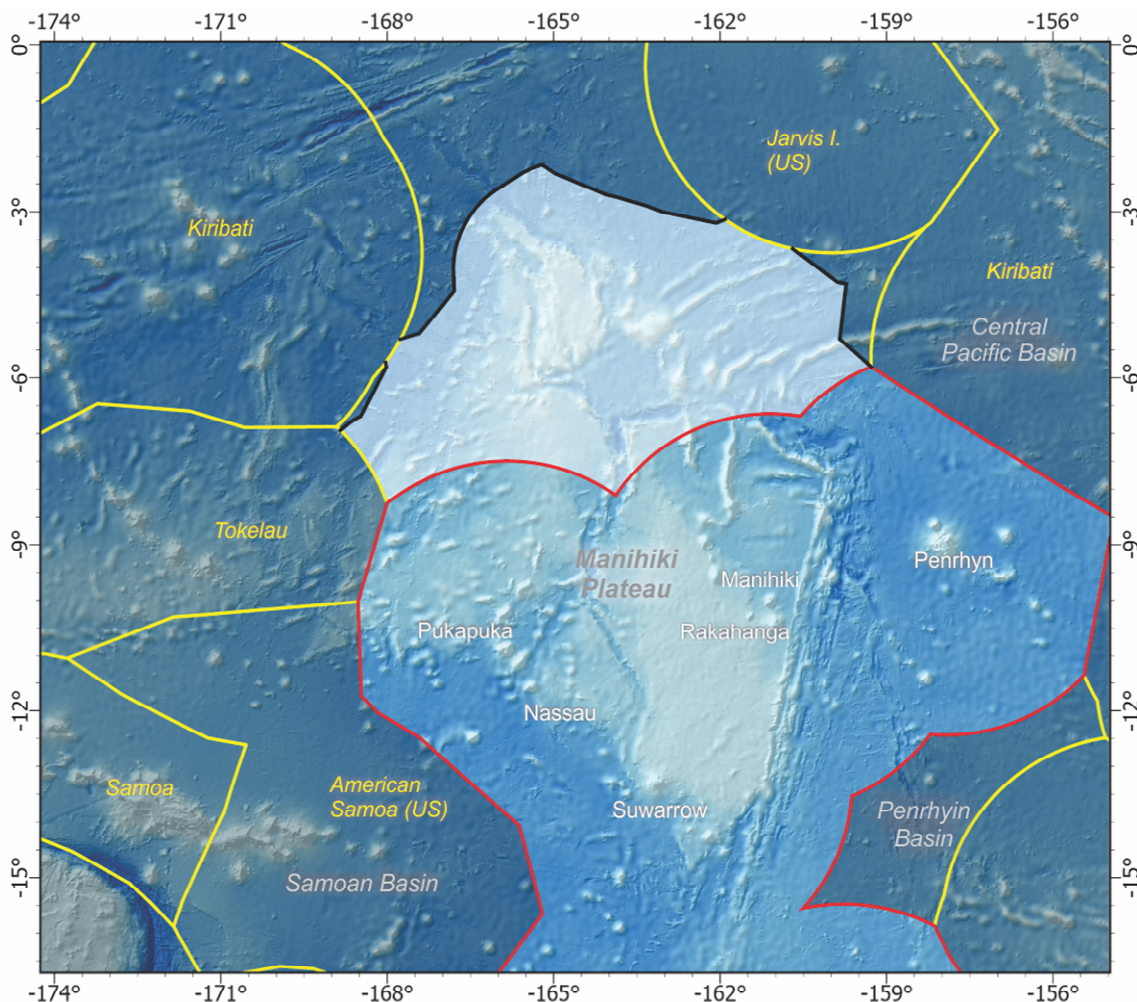 -174° -171° -168° -165° -162° -159° -156°
0° 0°
Jarvis I.
(US)
-3° -3°
Kiribati
Kiribati
Central
Pacific Basin
-6° -6°
Tokelau
-9° -9°
Manihiki
Plateau
Penrhyn
Manihiki
Pukapuka
Rakahanga
-12° -12°
Nassau
Samoa
American
Samoa (US)
Suwarrow
Penrhyin
Basin
-15° -15°
Samoan Basin
-174° -171° -168° -165° -162° -159° -156°